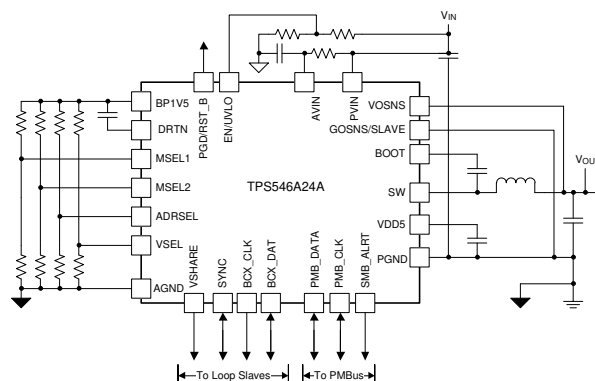 VIN
BP1V5
DRTN
MSEL1
MSEL2
ADRSEL
VSEL
AGND
PGD/RST_B
EN/UVLO
AVIN
PVIN
VOSNS
GOSNS/SLAVE
BOOT
SW
VDD5
PGND
VOUT
TPS546A24A
VSHARE
SYNC
BCX_CLK
BCX_DAT
PMB_DATA
PMB_CLK
SMB_ALRT
To Loop Slaves
To PMBus